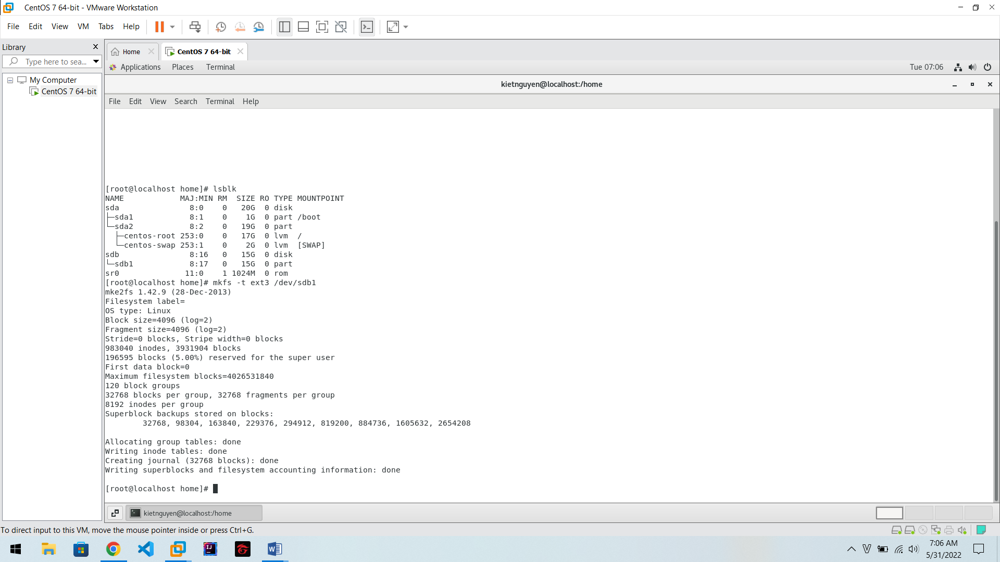 CentOS 7 64-bit - VMware Workstation
File Edit View VM Tabs Help
Library
Type here to sea...
My Computer
CentOS 7 64-bit
Home
CentOS 7 64-bit
Applications Places Terminal
Tue 07:06
kietnguyen@localhost:/home
File Edit View Search Terminal Help
[root@localhost home]# lsblk
NAME            MAJ:MIN RM  SIZE RO TYPE MOUNTPOINT
sda               8:0    0   20G  0 disk
├─sda1            8:1    0    1G  0 part /boot
└─sda2            8:2    0   19G  0 part
  ├─centos-root 253:0    0   17G  0 lvm  /
  └─centos-swap 253:1    0    2G  0 lvm  [SWAP]
sdb               8:16   0   15G  0 disk
└─sdb1            8:17   0   15G  0 part
sr0              11:0    1 1024M  0 rom
[root@localhost home]# mkfs -t ext3 /dev/sdb1
mke2fs 1.42.9 (28-Dec-2013)
Filesystem label=
OS type: Linux
Block size=4096 (log=2)
Fragment size=4096 (log=2)
Stride=0 blocks, Stripe width=0 blocks
983040 inodes, 3931904 blocks
196595 blocks (5.00%) reserved for the super user
First data block=0
Maximum filesystem blocks=4026531840
120 block groups
32768 blocks per group, 32768 fragments per group
8192 inodes per group
Superblock backups stored on blocks:
        32768, 98304, 163840, 229376, 294912, 819200, 884736, 1605632, 2654208
Allocating group tables: done
Writing inode tables: done
Creating journal (32768 blocks): done
Writing superblocks and filesystem accounting information: done
[root@localhost home]#
kietnguyen@localhost:/home
To direct input to this VM, move the mouse pointer inside or press Ctrl+G.
7:06 AM
5/31/2022